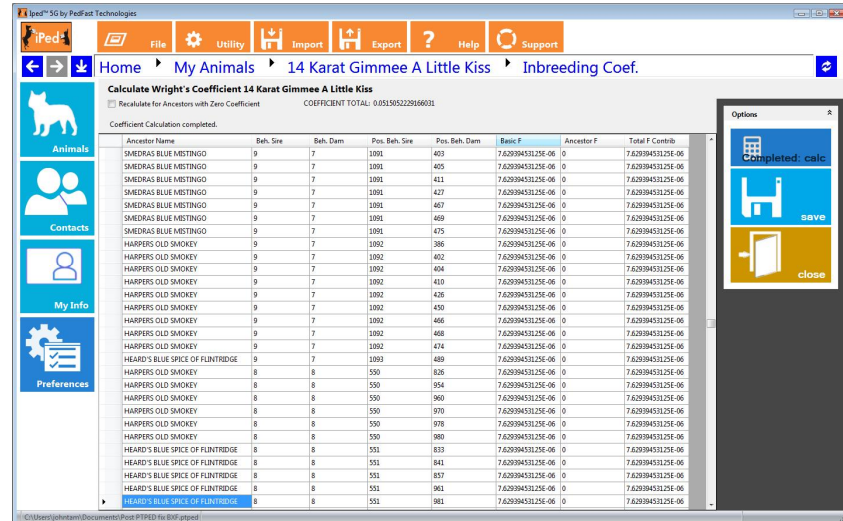 Iped™ 5G by PedFast Technologies
iPed
File
Utility
Import
Export
? Help
Support
Home My Animals 14 Karat Gimmee A Little Kiss Inbreeding Coef.
Calculate Wright's Coefficient 14 Karat Gimmee A Little Kiss
Recalulate for Ancestors with Zero Coefficient COEFFICIENT TOTAL: 0.0515052229166031
Coefficient Calculation completed.
Animals
Contacts
My Info
Preferences
Ancestor Name Beh. Sire Beh. Dam Pos. Beh. Sire Pos. Beh. Dam Basic F Ancestor F Total F Contrib
SMEDRAS BLUE MISTINGO 9 7 1091 403 7.62939453125E-06 0 7.62939453125E-06
SMEDRAS BLUE MISTINGO 9 7 1091 405 7.62939453125E-06 0 7.62939453125E-06
SMEDRAS BLUE MISTINGO 9 7 1091 411 7.62939453125E-06 0 7.62939453125E-06
SMEDRAS BLUE MISTINGO 9 7 1091 427 7.62939453125E-06 0 7.62939453125E-06
SMEDRAS BLUE MISTINGO 9 7 1091 467 7.62939453125E-06 0 7.62939453125E-06
SMEDRAS BLUE MISTINGO 9 7 1091 469 7.62939453125E-06 0 7.62939453125E-06
SMEDRAS BLUE MISTINGO 9 7 1091 475 7.62939453125E-06 0 7.62939453125E-06
HARPERS OLD SMOKEY 9 7 1092 386 7.62939453125E-06 0 7.62939453125E-06
HARPERS OLD SMOKEY 9 7 1092 402 7.62939453125E-06 0 7.62939453125E-06
HARPERS OLD SMOKEY 9 7 1092 404 7.62939453125E-06 0 7.62939453125E-06
HARPERS OLD SMOKEY 9 7 1092 410 7.62939453125E-06 0 7.62939453125E-06
HARPERS OLD SMOKEY 9 7 1092 426 7.62939453125E-06 0 7.62939453125E-06
HARPERS OLD SMOKEY 9 7 1092 450 7.62939453125E-06 0 7.62939453125E-06
HARPERS OLD SMOKEY 9 7 1092 466 7.62939453125E-06 0 7.62939453125E-06
HARPERS OLD SMOKEY 9 7 1092 468 7.62939453125E-06 0 7.62939453125E-06
HARPERS OLD SMOKEY 9 7 1092 474 7.62939453125E-06 0 7.62939453125E-06
HEARD'S BLUE SPICE OF FLINTRIDGE 9 7 1093 489 7.62939453125E-06 0 7.62939453125E-06
HARPERS OLD SMOKEY 8 8 550 826 7.62939453125E-06 0 7.62939453125E-06
HARPERS OLD SMOKEY 8 8 550 954 7.62939453125E-06 0 7.62939453125E-06
HARPERS OLD SMOKEY 8 8 550 960 7.62939453125E-06 0 7.62939453125E-06
HARPERS OLD SMOKEY 8 8 550 970 7.62939453125E-06 0 7.62939453125E-06
HARPERS OLD SMOKEY 8 8 550 978 7.62939453125E-06 0 7.62939453125E-06
HARPERS OLD SMOKEY 8 8 550 980 7.62939453125E-06 0 7.62939453125E-06
HEARD'S BLUE SPICE OF FLINTRIDGE 8 8 551 833 7.62939453125E-06 0 7.62939453125E-06
HEARD'S BLUE SPICE OF FLINTRIDGE 8 8 551 841 7.62939453125E-06 0 7.62939453125E-06
HEARD'S BLUE SPICE OF FLINTRIDGE 8 8 551 857 7.62939453125E-06 0 7.62939453125E-06
HEARD'S BLUE SPICE OF FLINTRIDGE 8 8 551 961 7.62939453125E-06 0 7.62939453125E-06
HEARD'S BLUE SPICE OF FLINTRIDGE 8 8 551 981 7.62939453125E-06 0 7.62939453125E-06
Options
Completed: calc
save
close
C:\Users\johntam\Documents\Post PTPED fix BXF.ptped